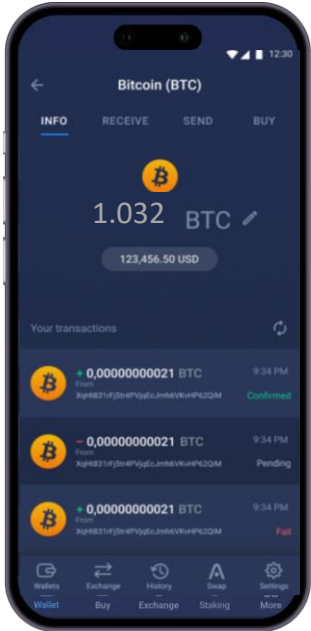 12:30
Bitcoin (BTC)
INFO RECEIVE SEND BUY
1.032 BTC
123,456.50 USD
Your transactions
+ 0,00000000021 BTC 9:34 PM
From
Confirmed
− 0,00000000021 BTC 9:34 PM
From
Pending
+ 0,00000000021 BTC 9:34 PM
From
Fail
Wallets Exchange History Swap Settings
Wallet Buy Exchange Staking More